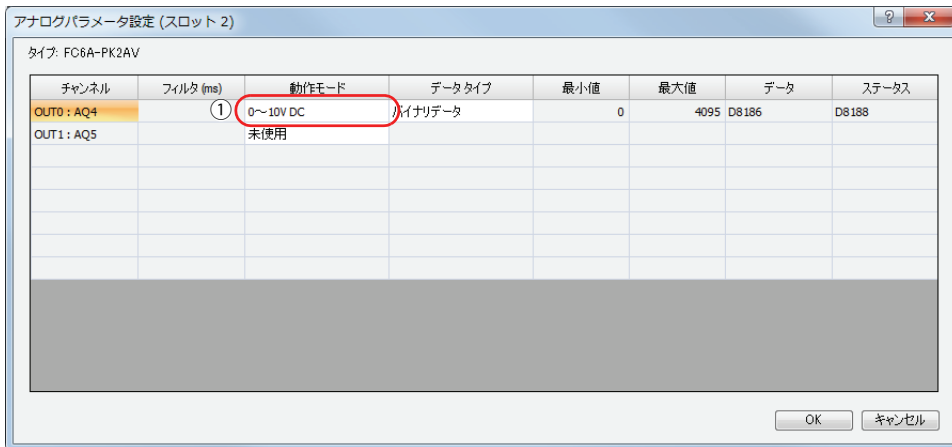 アナログパラメータ設定 (スロット 2)
タイプ: FC6A-PK2AV
チャンネル フィルタ (ms) 動作モード データ タイプ 最小値 最大値 データ ステータス
OUT0 : AQ4 ① 0～10V DC バイナリデータ 0 4095 D8186 D8188
OUT1 : AQ5 未使用
OK キャンセル